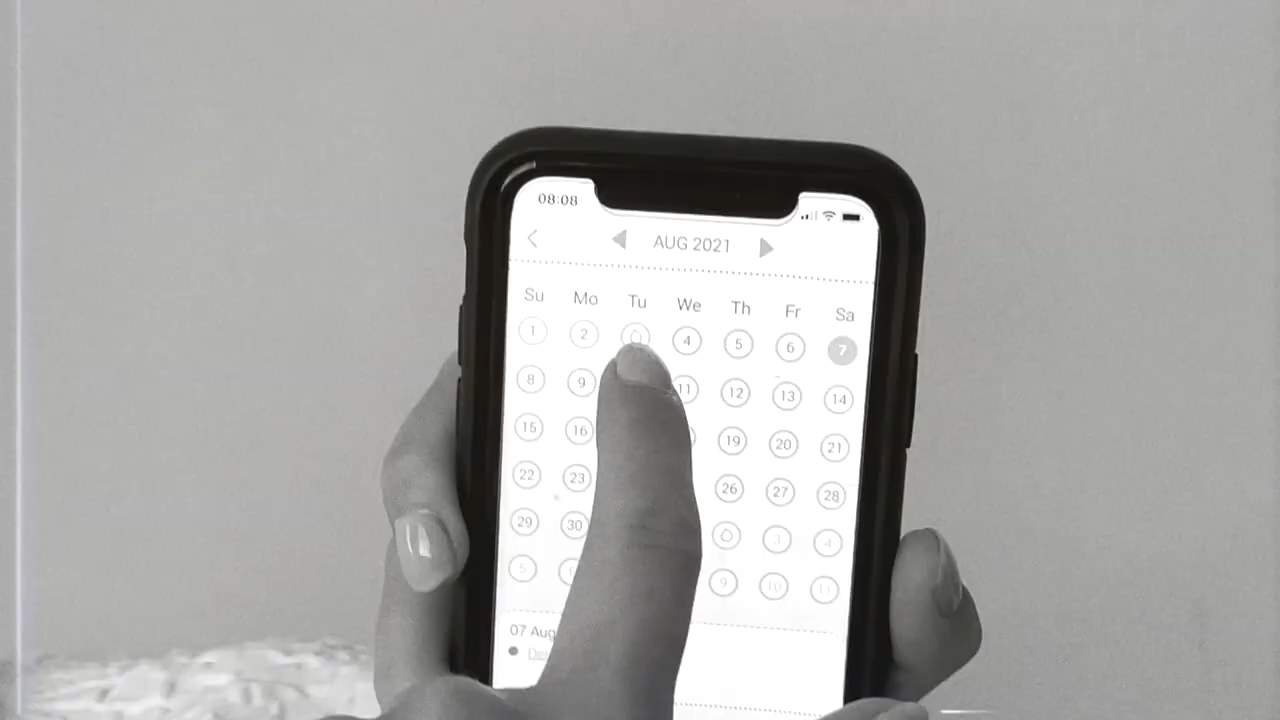 08:08
AUG 2021
Su Mo Tu We Th Fr Sa
1 2 4 5 6 7
8 9 11 12 13 14
15 16 19 20 21
22 23 26 27 28
29 30 3 4
5 9 10 11
07 Aug